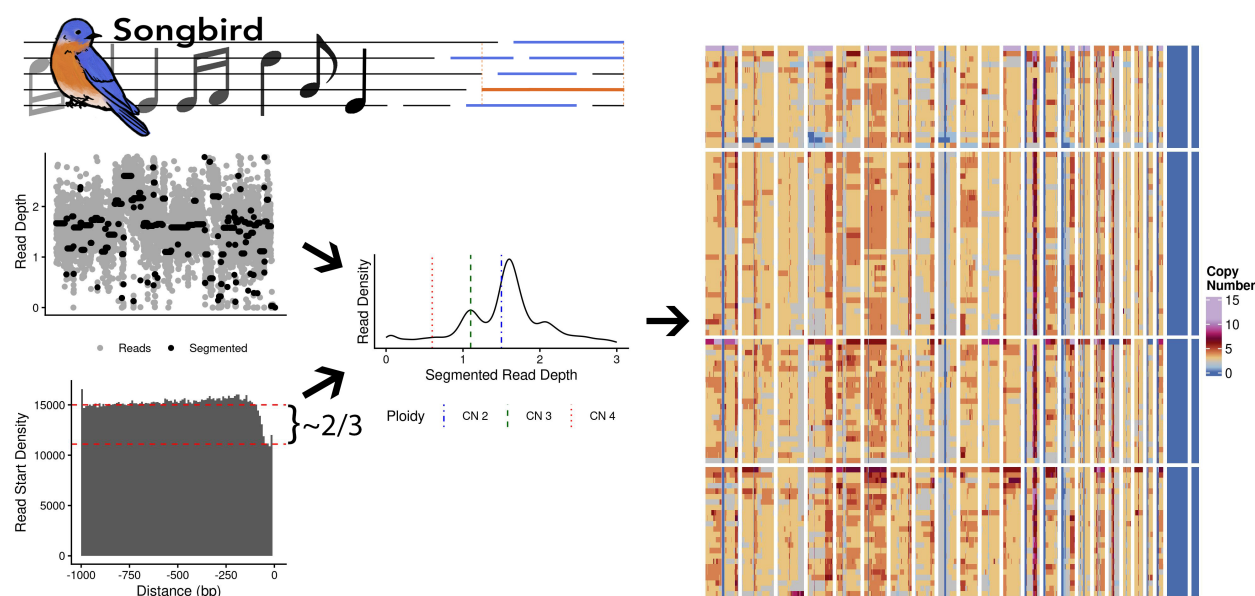 Songbird
Read Depth
2
1
0
Reads
Segmented
Read Start Density
15000
10000
5000
0
-1000
-750
-500
-250
0
Distance (bp)
~2/3
Read Density
0
1
2
3
Segmented Read Depth
Ploidy
CN 2
CN 3
CN 4
Copy
Number
15
10
5
0